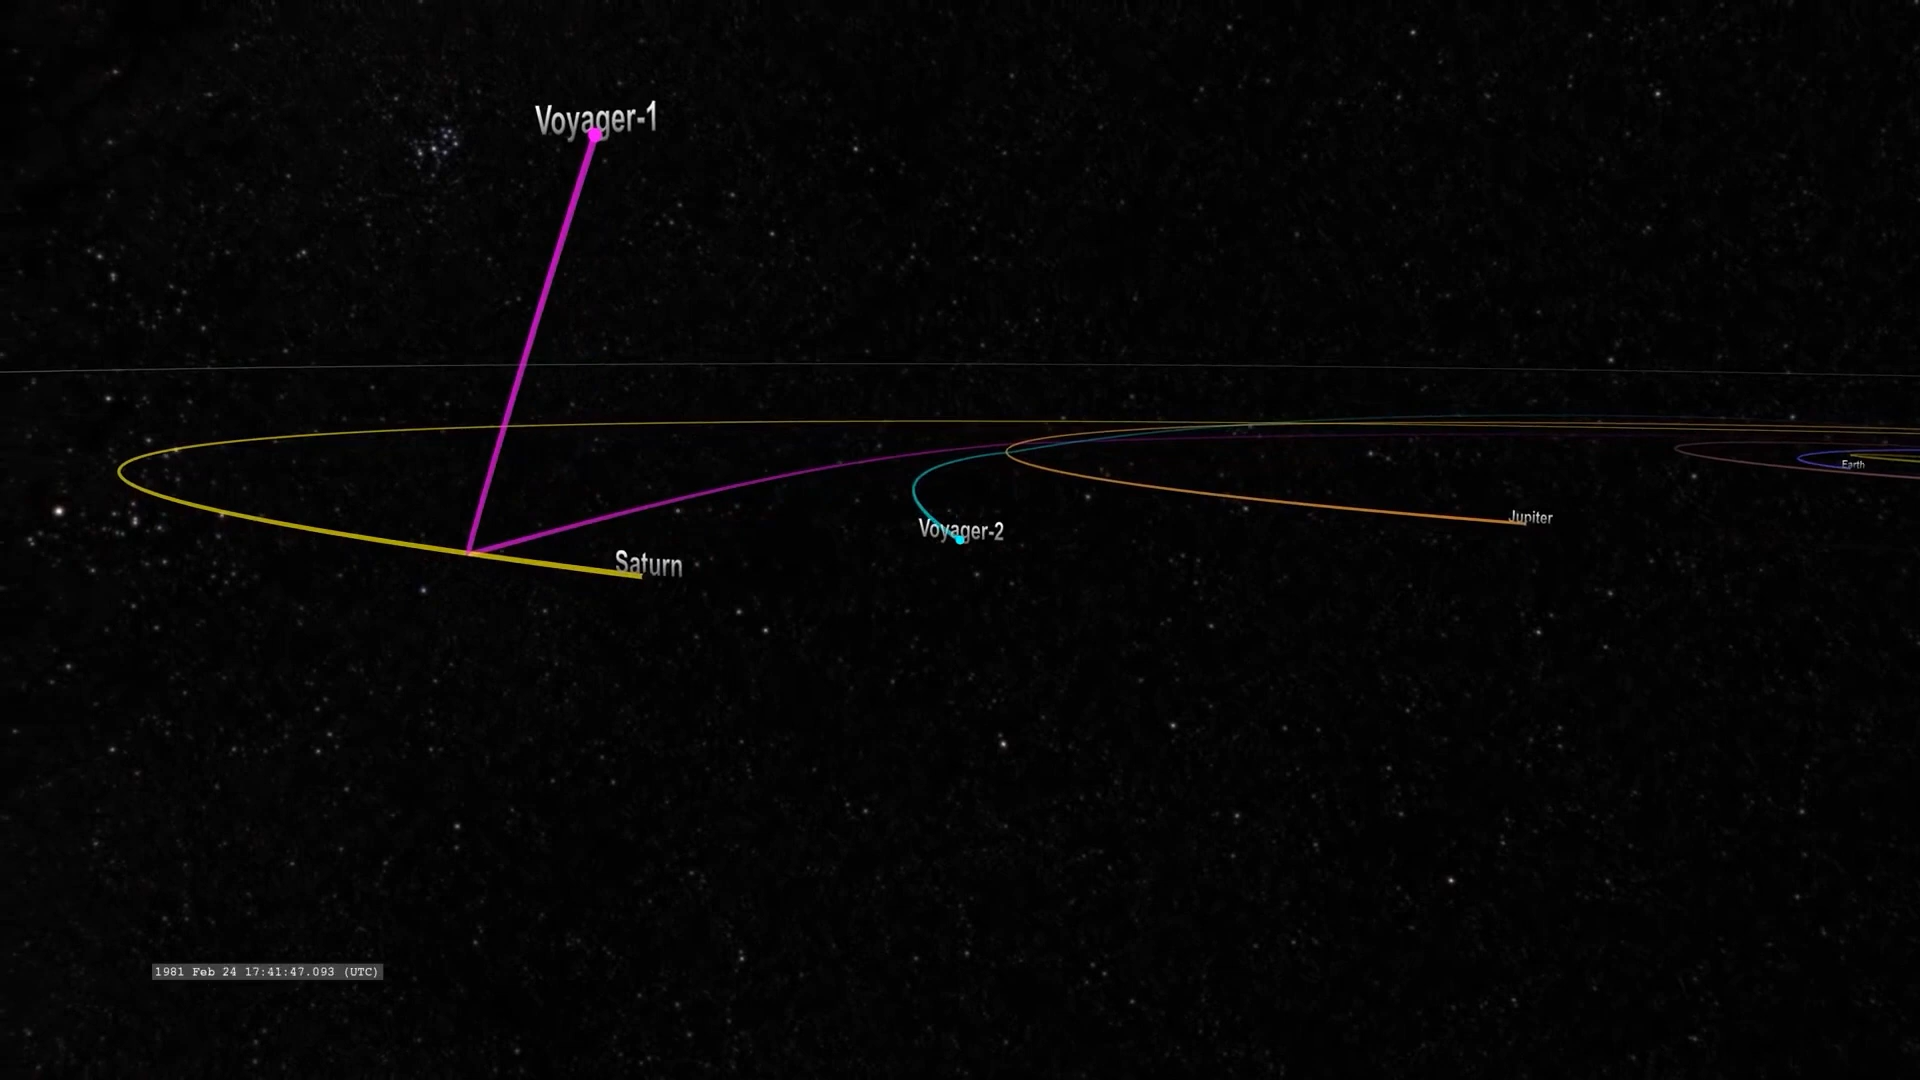 Voyager-1
Earth
Jupiter
Voyager-2
Saturn
1981 Feb 24 17:41:47.093 (UTC)